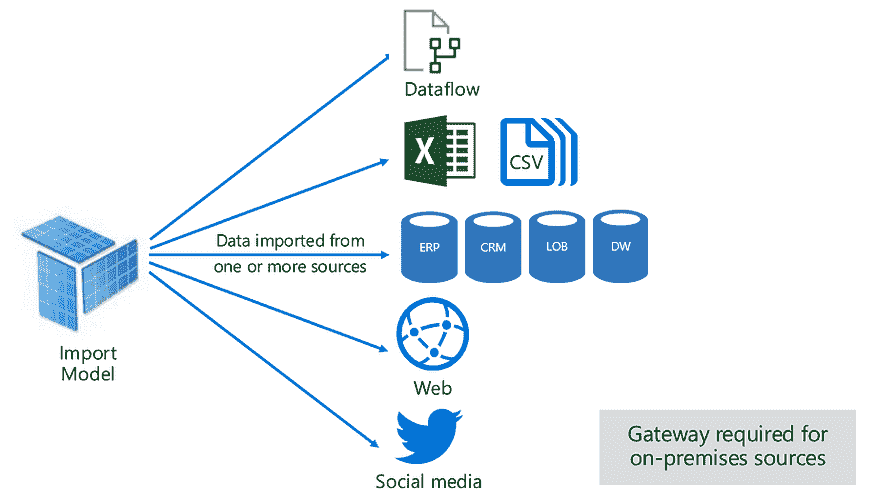 Dataflow
X
CSV
Data imported from
one or more sources
ERP
CRM
LOB
DW
Import
Model
Web
Social media
Gateway required for
on-premises sources